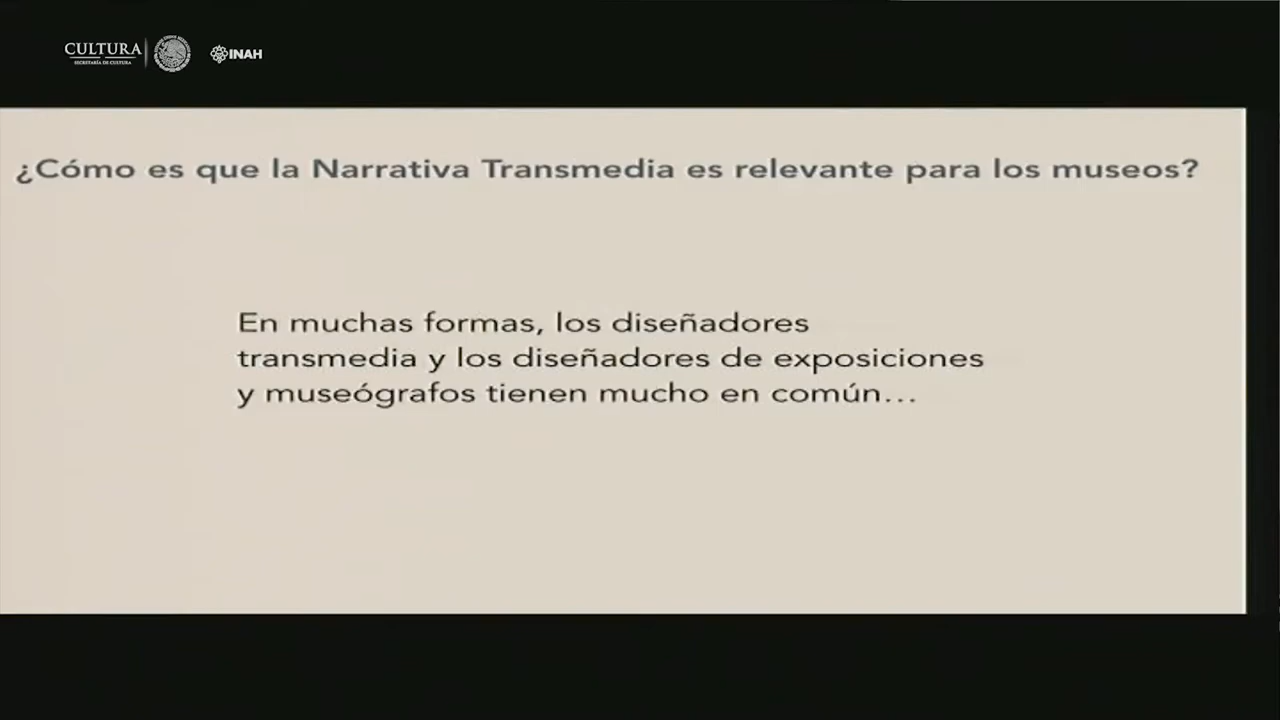 CULTURA
SECRETARÍA DE CULTURA
INAH
¿Cómo es que la Narrativa Transmedia es relevante para los museos?
En muchas formas, los diseñadores
transmedia y los diseñadores de exposiciones
y museógrafos tienen mucho en común...